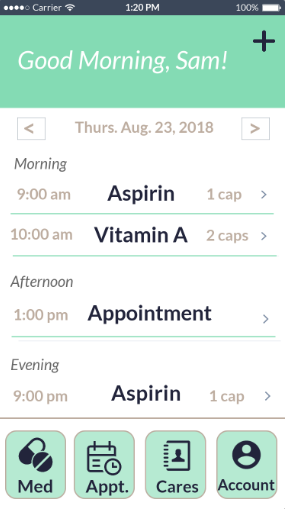 Carrier 1:20 PM 100%
Good Morning, Sam!
< Thurs. Aug. 23, 2018 >
Morning
9:00 am Aspirin 1 cap >
10:00 am Vitamin A 2 caps >
Afternoon
1:00 pm Appointment >
Evening
9:00 pm Aspirin 1 cap >
Med Appt. Cares Account